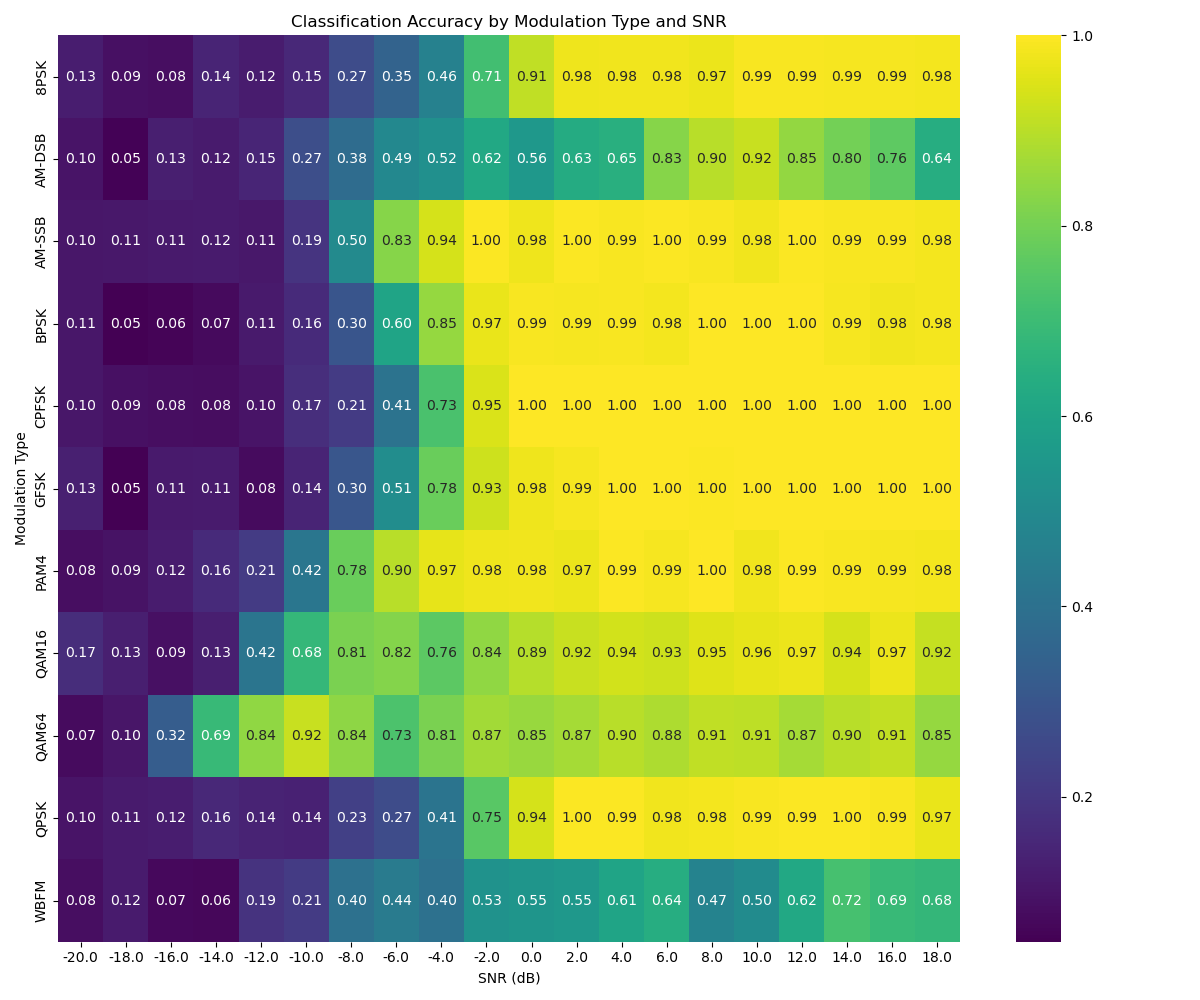 Classification Accuracy by Modulation Type and SNR
Modulation Type
8PSK 0.13 0.09 0.08 0.14 0.12 0.15 0.27 0.35 0.46 0.71 0.91 0.98 0.98 0.98 0.97 0.99 0.99 0.99 0.99 0.98
AM-DSB 0.10 0.05 0.13 0.12 0.15 0.27 0.38 0.49 0.52 0.62 0.56 0.63 0.65 0.83 0.90 0.92 0.85 0.80 0.76 0.64
AM-SSB 0.10 0.11 0.11 0.12 0.11 0.19 0.50 0.83 0.94 1.00 0.98 1.00 0.99 1.00 0.99 0.98 1.00 0.99 0.99 0.98
BPSK 0.11 0.05 0.06 0.07 0.11 0.16 0.30 0.60 0.85 0.97 0.99 0.99 0.99 0.98 1.00 1.00 1.00 0.99 0.98 0.98
CPFSK 0.10 0.09 0.08 0.08 0.10 0.17 0.21 0.41 0.73 0.95 1.00 1.00 1.00 1.00 1.00 1.00 1.00 1.00 1.00 1.00
GFSK 0.13 0.05 0.11 0.11 0.08 0.14 0.30 0.51 0.78 0.93 0.98 0.99 1.00 1.00 1.00 1.00 1.00 1.00 1.00 1.00
PAM4 0.08 0.09 0.12 0.16 0.21 0.42 0.78 0.90 0.97 0.98 0.98 0.97 0.99 0.99 1.00 0.98 0.99 0.99 0.99 0.98
QAM16 0.17 0.13 0.09 0.13 0.42 0.68 0.81 0.82 0.76 0.84 0.89 0.92 0.94 0.93 0.95 0.96 0.97 0.94 0.97 0.92
QAM64 0.07 0.10 0.32 0.69 0.84 0.92 0.84 0.73 0.81 0.87 0.85 0.87 0.90 0.88 0.91 0.91 0.87 0.90 0.91 0.85
QPSK 0.10 0.11 0.12 0.16 0.14 0.14 0.23 0.27 0.41 0.75 0.94 1.00 0.99 0.98 0.98 0.99 0.99 1.00 0.99 0.97
WBFM 0.08 0.12 0.07 0.06 0.19 0.21 0.40 0.44 0.40 0.53 0.55 0.55 0.61 0.64 0.47 0.50 0.62 0.72 0.69 0.68
-20.0 -18.0 -16.0 -14.0 -12.0 -10.0 -8.0 -6.0 -4.0 -2.0 0.0 2.0 4.0 6.0 8.0 10.0 12.0 14.0 16.0 18.0
SNR (dB)
1.0
0.8
0.6
0.4
0.2